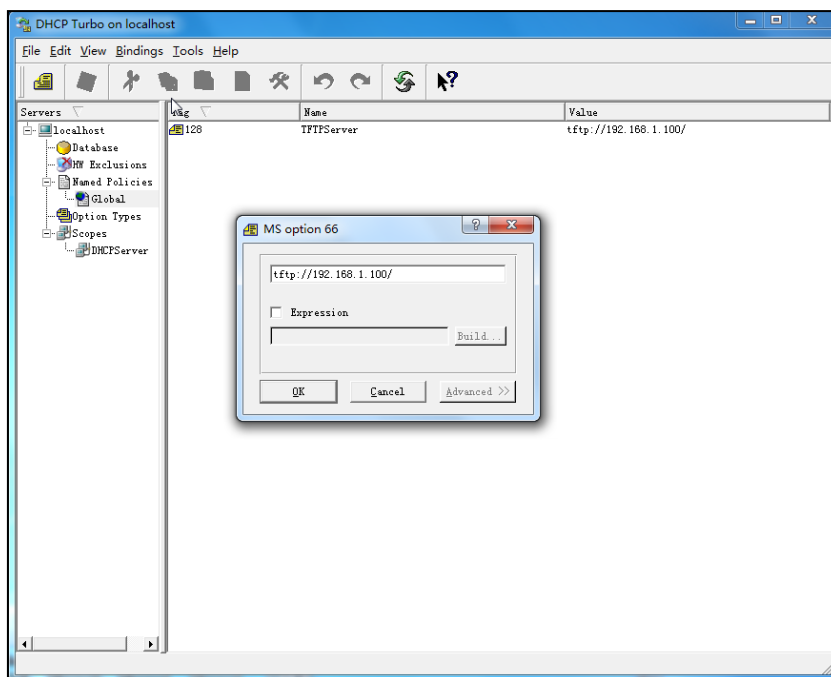 DHCP Turbo on localhost
File Edit View Bindings Tools Help
Servers
Name Value
localhost
128 TFTPServer tftp://192.168.1.100/
Database
HW Exclusions
Named Policies
Global
Option Types
Scopes
DHCPServer
MS option 66
tftp://192.168.1.100/
Expression
Build...
OK Cancel Advanced >>